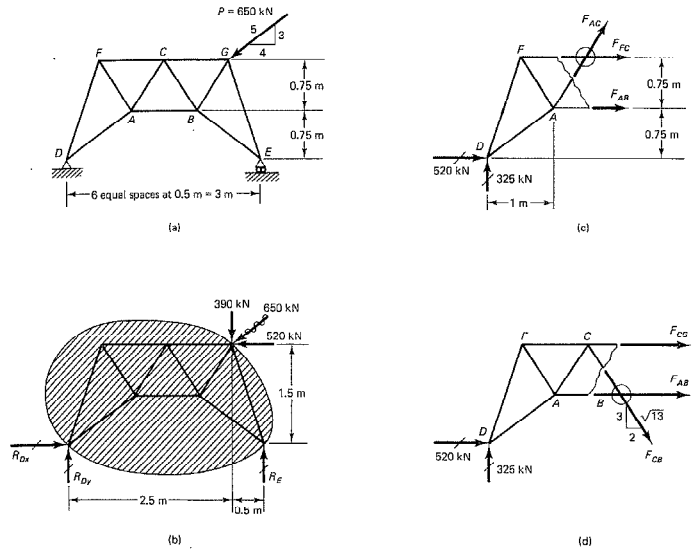 P = 650 kN
5
3
4
F
C
G
0.75 m
A
B
0.75 m
D
E
6 equal spaces at 0.5 m = 3 m
(a)
F_AC
F
F_FC
0.75 m
F_AB
A
0.75 m
D
520 kN
325 kN
1 m
(c)
390 kN
650 kN
520 kN
1.5 m
R_Dx
R_Dy
R_E
2.5 m
0.5 m
(b)
C
F_CG
F_AB
A
B
3
√13
2
D
520 kN
325 kN
F_CB
(d)